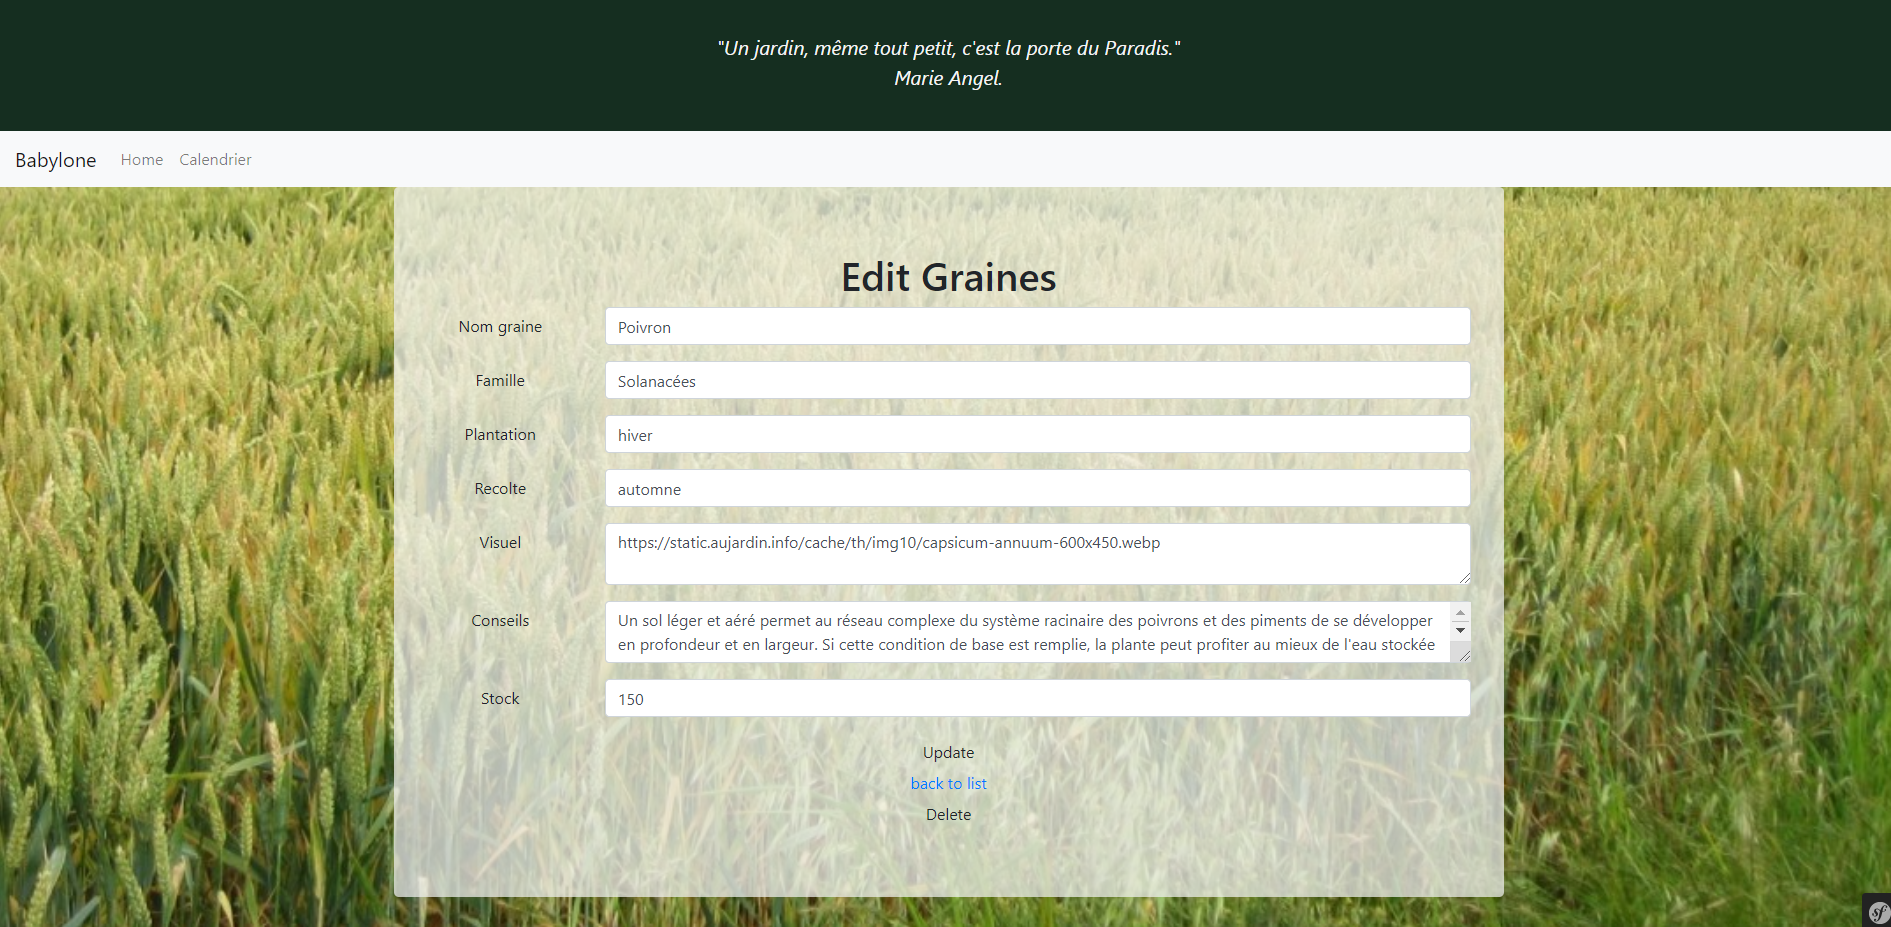 "Un jardin, même tout petit, c'est la porte du Paradis."
Marie Angel.
Babylone Home Calendrier
Edit Graines
Nom graine Poivron
Famille Solanacées
Plantation hiver
Recolte automne
Visuel https://static.aujardin.info/cache/th/img10/capsicum-annuum-600x450.webp
Conseils Un sol léger et aéré permet au réseau complexe du système racinaire des poivrons et des piments de se développer
en profondeur et en largeur. Si cette condition de base est remplie, la plante peut profiter au mieux de l'eau stockée
Stock 150
Update
back to list
Delete
sf